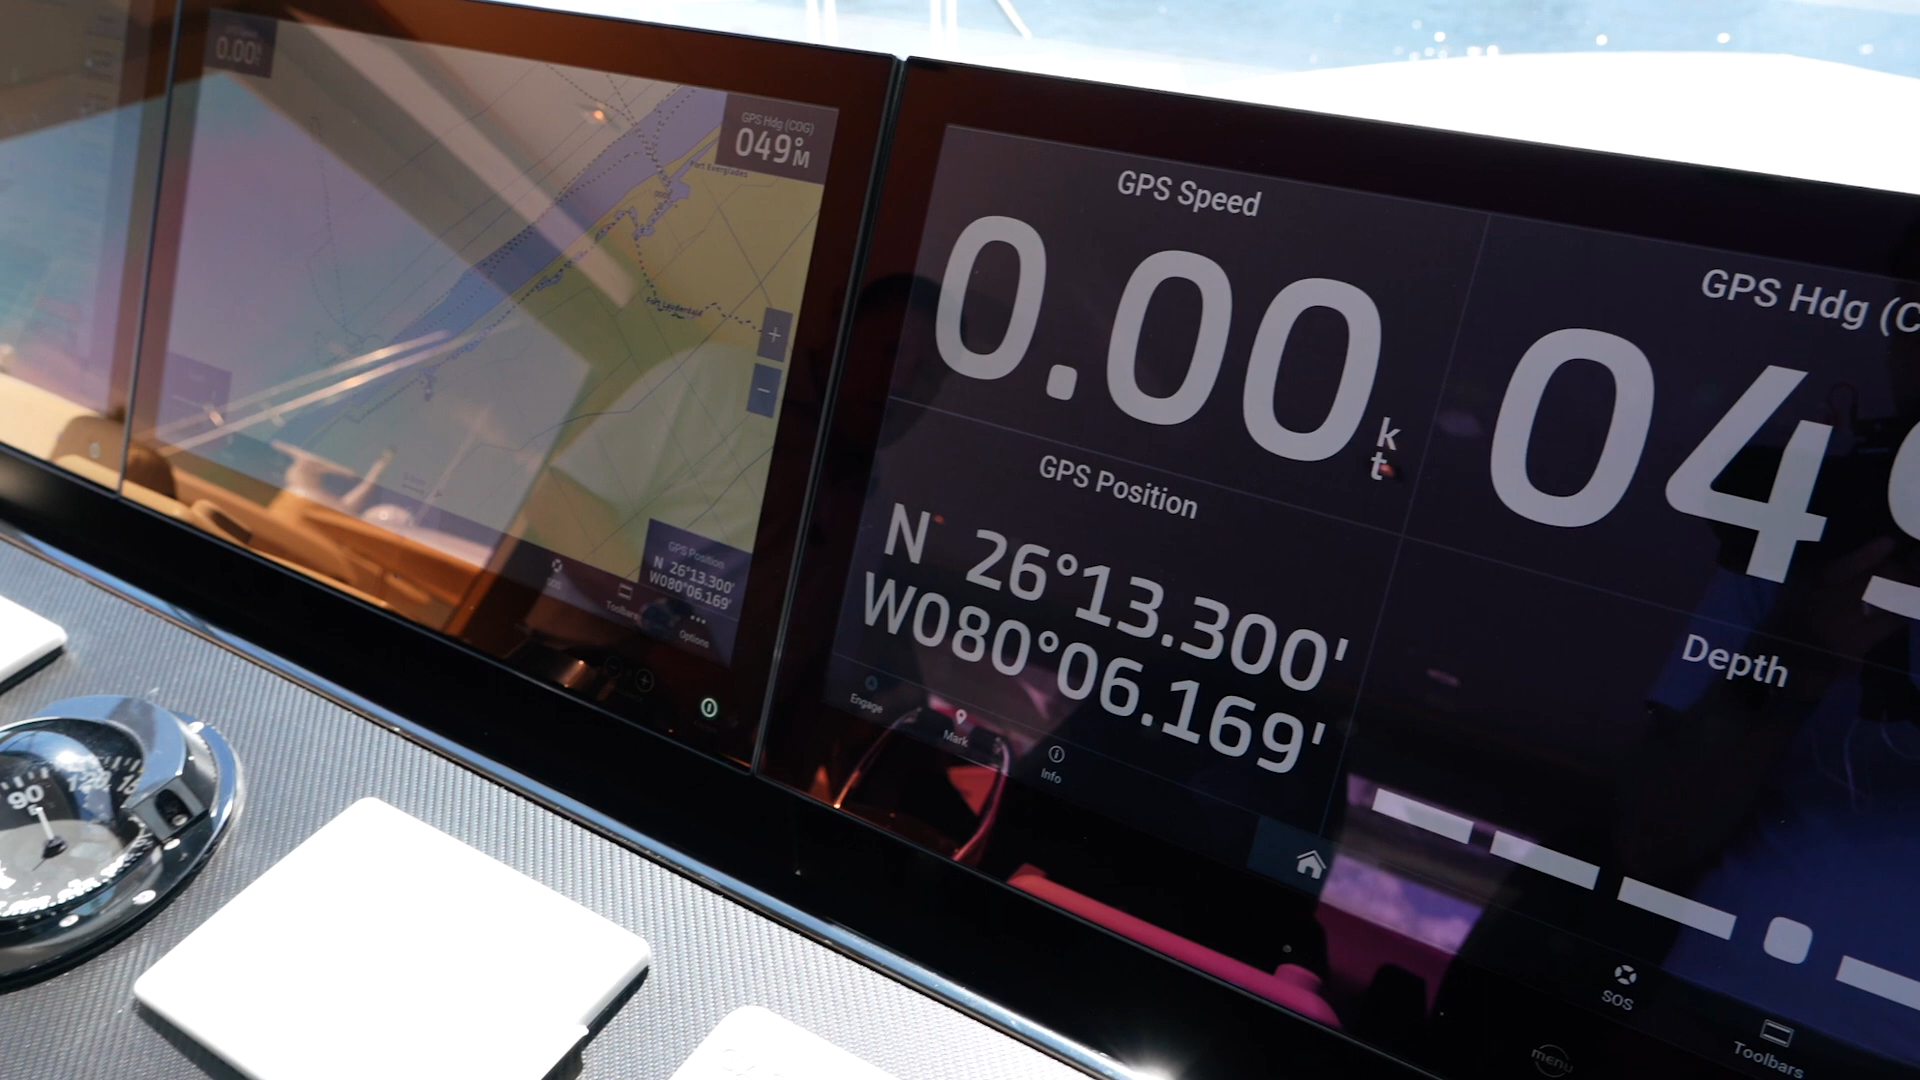 0.00
GPS Hdg (COG)
049°M
Port Everglades
Fort Lauderdale
+
−
GPS Position
N 26°13.300'
W080°06.169'
SOS
Toolbars
Options
GPS Speed
0.00 kt
GPS Hdg (C
04
GPS Position
N 26°13.300'
W080°06.169'
Depth
Engage
Mark
Info
SOS
Toolbars
menu
90
120